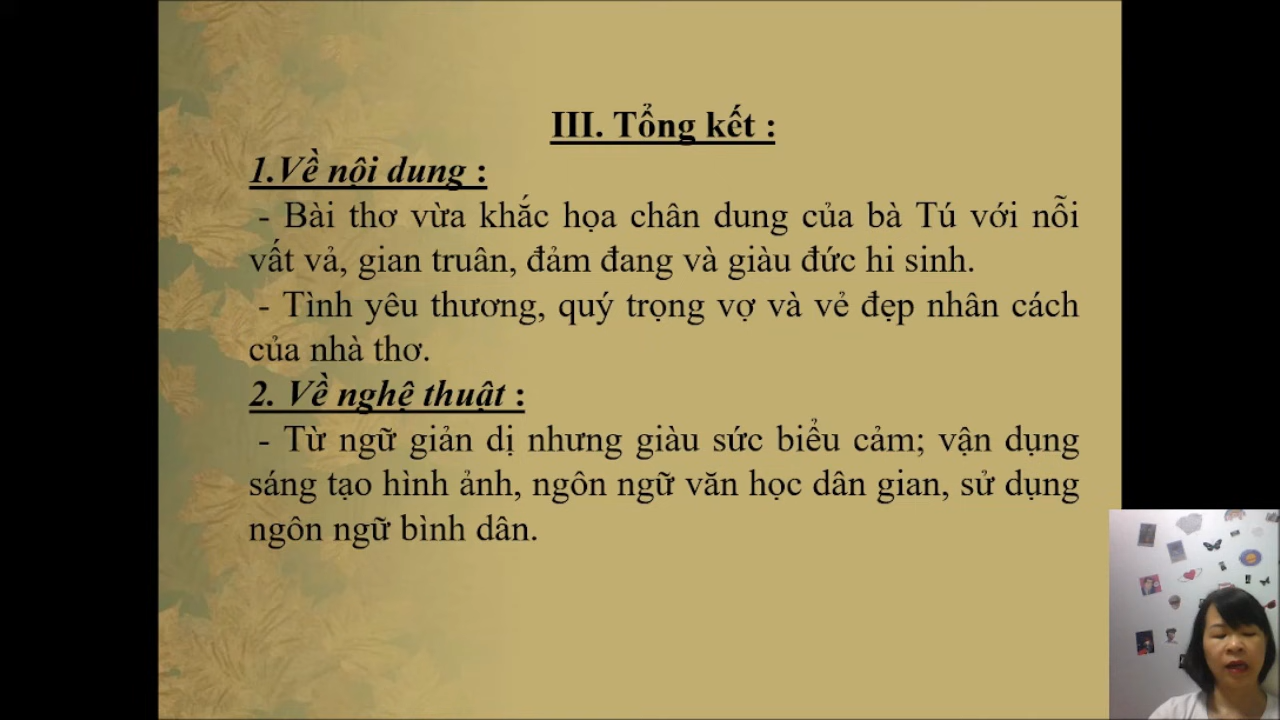 III. Tổng kết :
1.Về nội dung :
- Bài thơ vừa khắc họa chân dung của bà Tú với nỗi
vất vả, gian truân, đảm đang và giàu đức hi sinh.
- Tình yêu thương, quý trọng vợ và vẻ đẹp nhân cách
của nhà thơ.
2. Về nghệ thuật :
- Từ ngữ giản dị nhưng giàu sức biểu cảm; vận dụng
sáng tạo hình ảnh, ngôn ngữ văn học dân gian, sử dụng
ngôn ngữ bình dân.